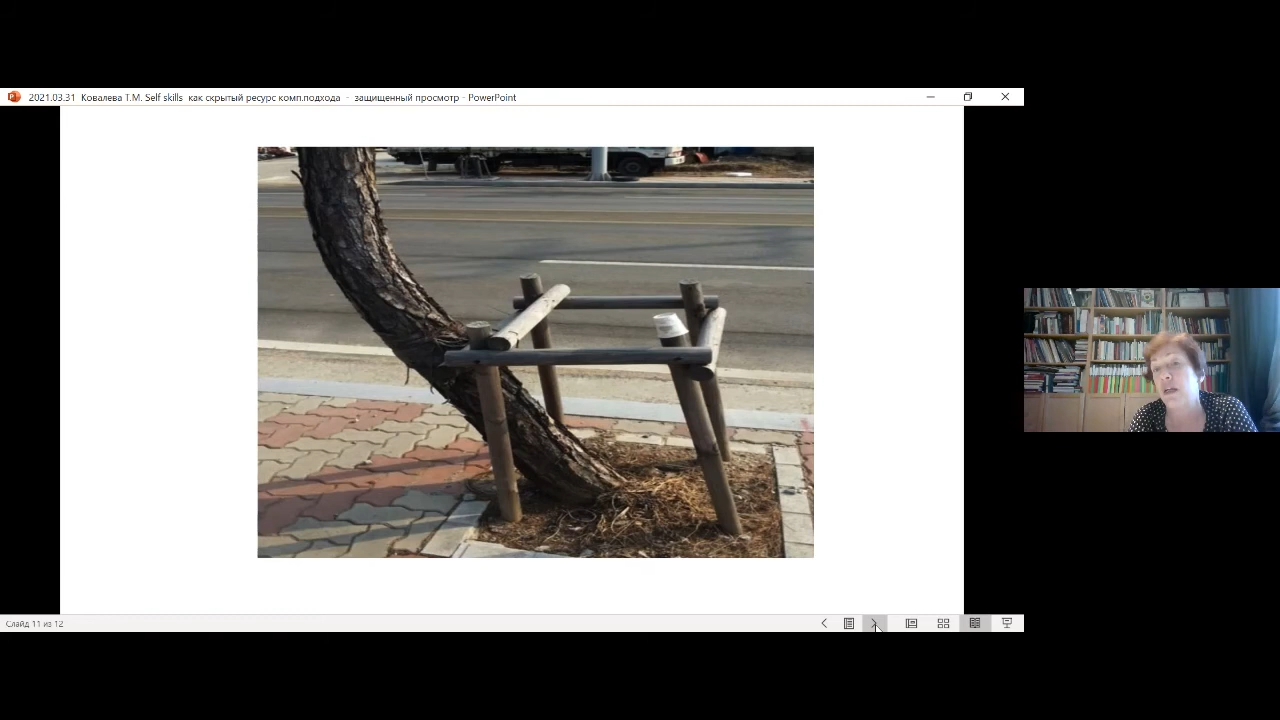 2021.03.31 Ковалева Т.М. Self skills как скрытый ресурс комп.подхода - защищенный просмотр - PowerPoint
Слайд 11 из 12